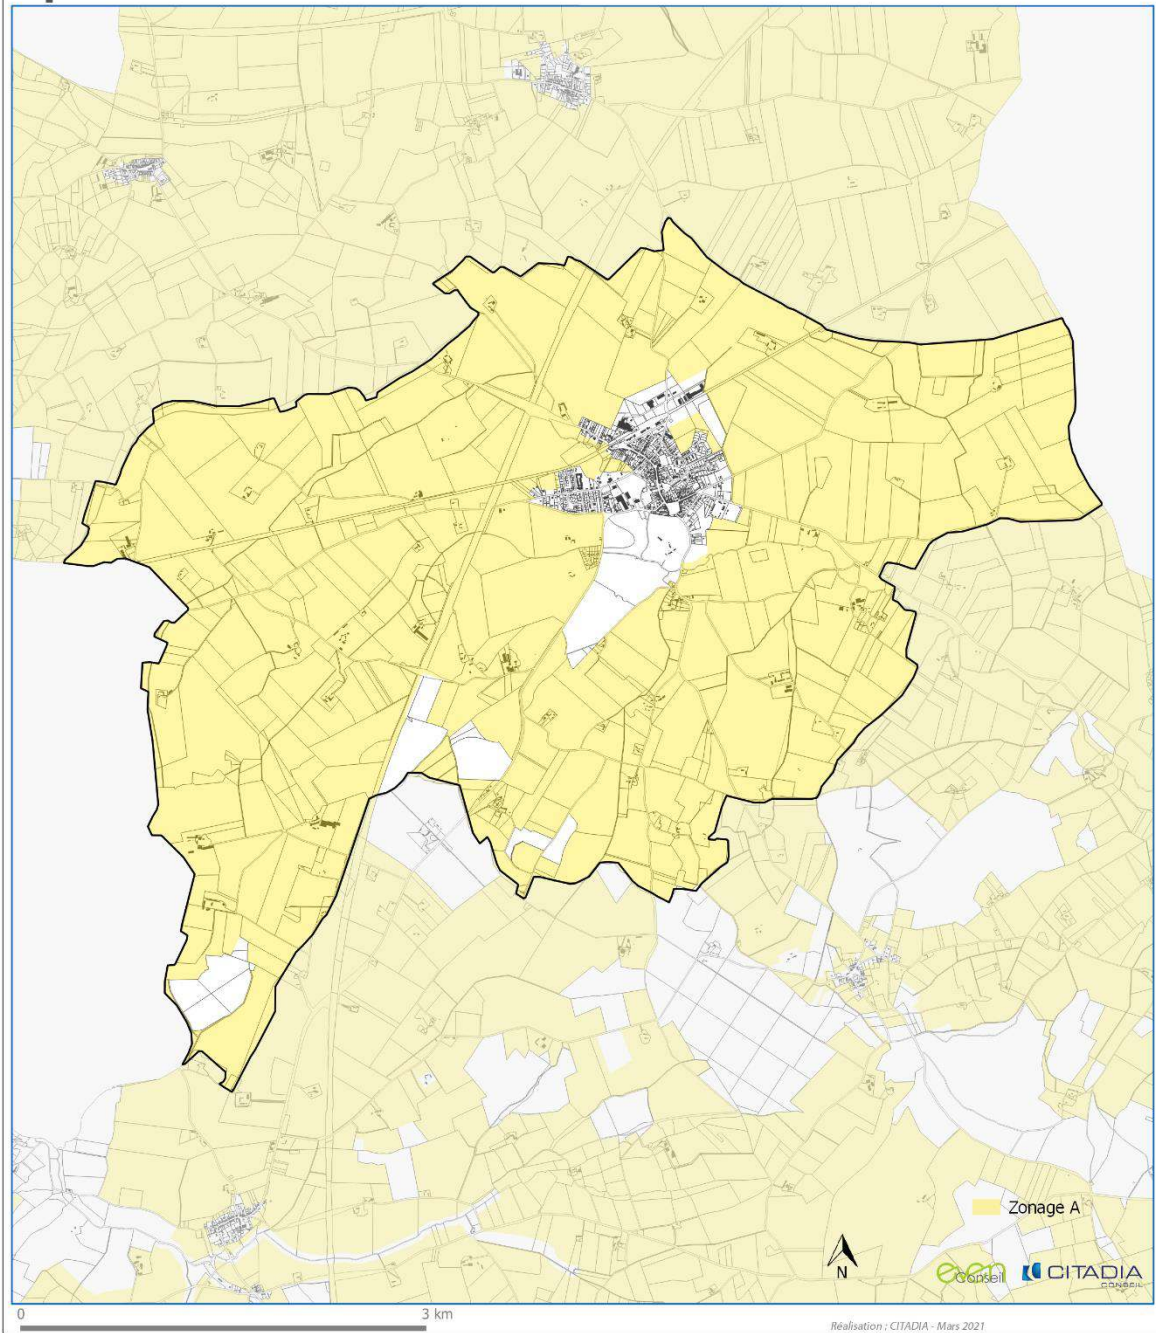 Zonage A
N
even
Conseil
CITADIA
CONSEIL
0
3 km
Réalisation : CITADIA - Mars 2021